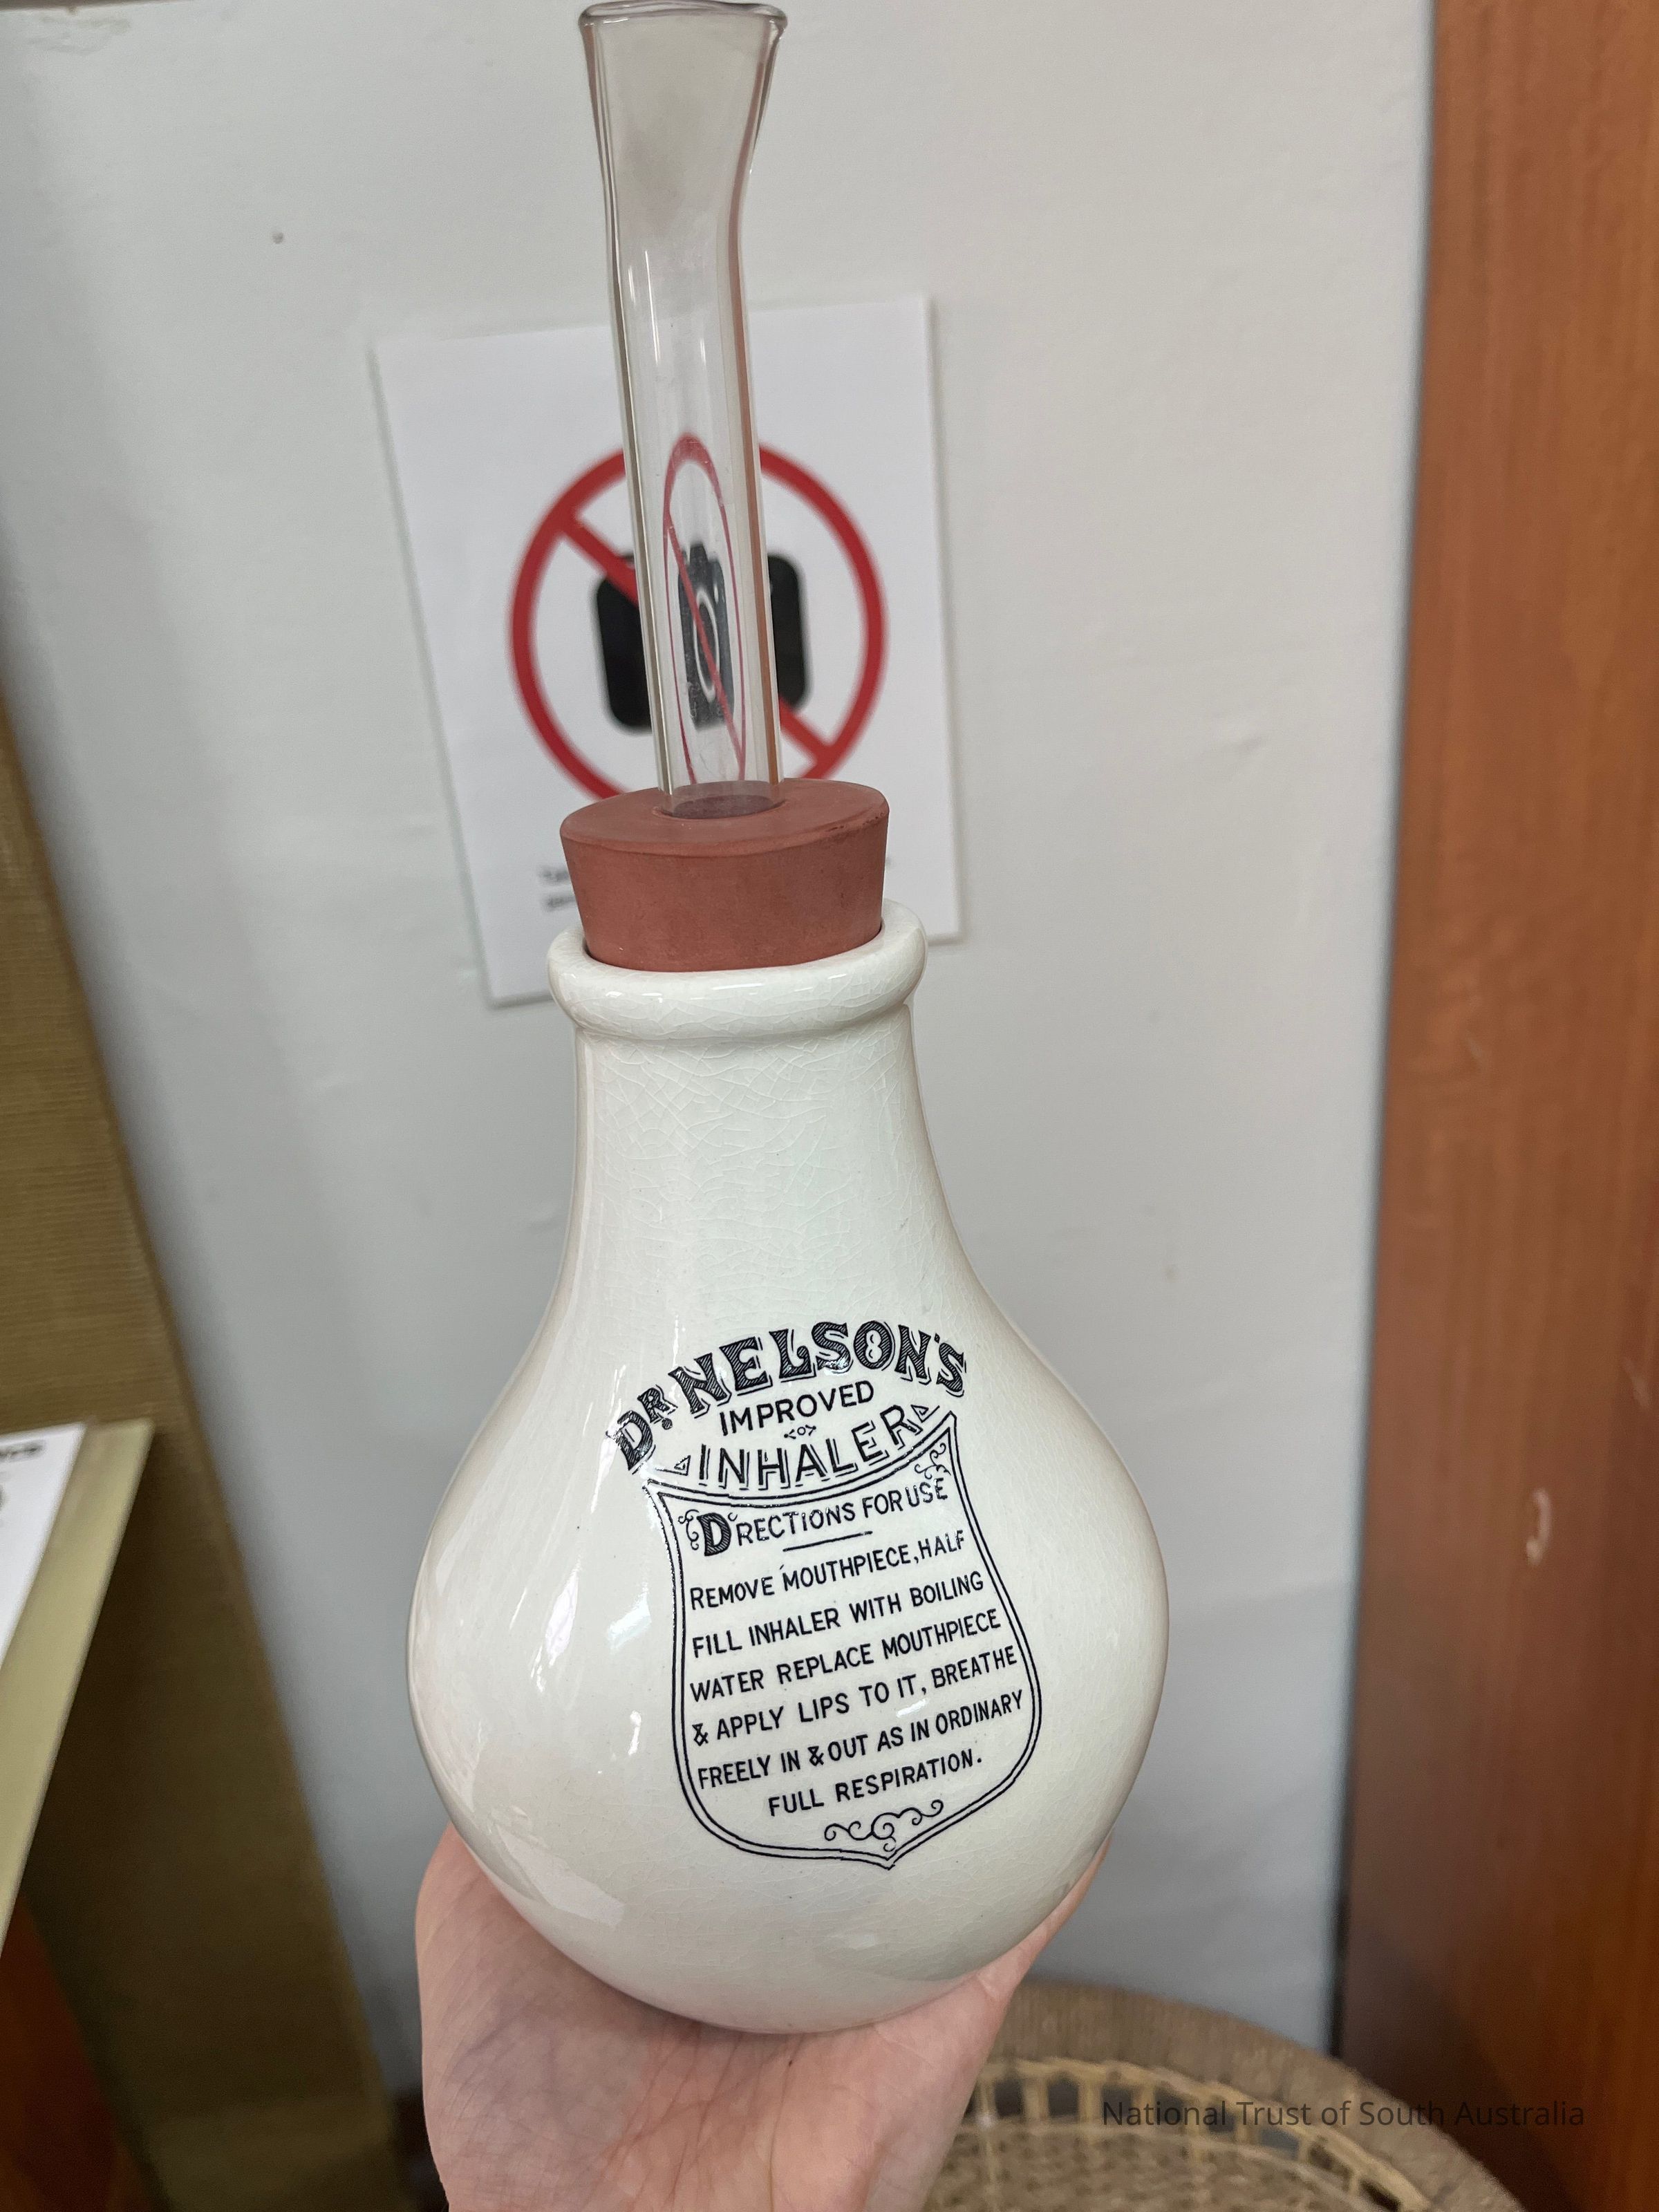 DR. NELSON'S
IMPROVED
INHALER
DIRECTIONS FOR USE
REMOVE MOUTHPIECE, HALF
FILL INHALER WITH BOILING
WATER REPLACE MOUTHPIECE
& APPLY LIPS TO IT, BREATHE
FREELY IN & OUT AS IN ORDINARY
FULL RESPIRATION.
National Trust of South Australia